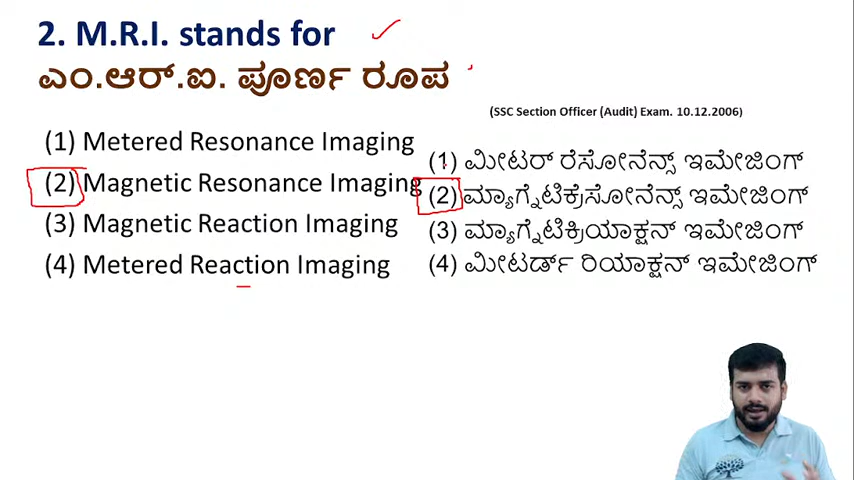 2. M.R.I. stands for
ಎಂ.ಆರ್.ಐ. ಪೂರ್ಣ ರೂಪ
(SSC Section Officer (Audit) Exam. 10.12.2006)
(1) Metered Resonance Imaging
(2) Magnetic Resonance Imaging
(3) Magnetic Reaction Imaging
(4) Metered Reaction Imaging
(1) ಮೀಟರ್ ರೆಸೋನೆನ್ಸ್ ಇಮೇಜಿಂಗ್
(2) ಮ್ಯಾಗ್ನೆಟಿಕ್ರೆಸೋನೆನ್ಸ್ ಇಮೇಜಿಂಗ್
(3) ಮ್ಯಾಗ್ನೆಟಿಕ್ರಿಯಾಕ್ಷನ್ ಇಮೇಜಿಂಗ್
(4) ಮೀಟರ್ಡ್ ರಿಯಾಕ್ಷನ್ ಇಮೇಜಿಂಗ್